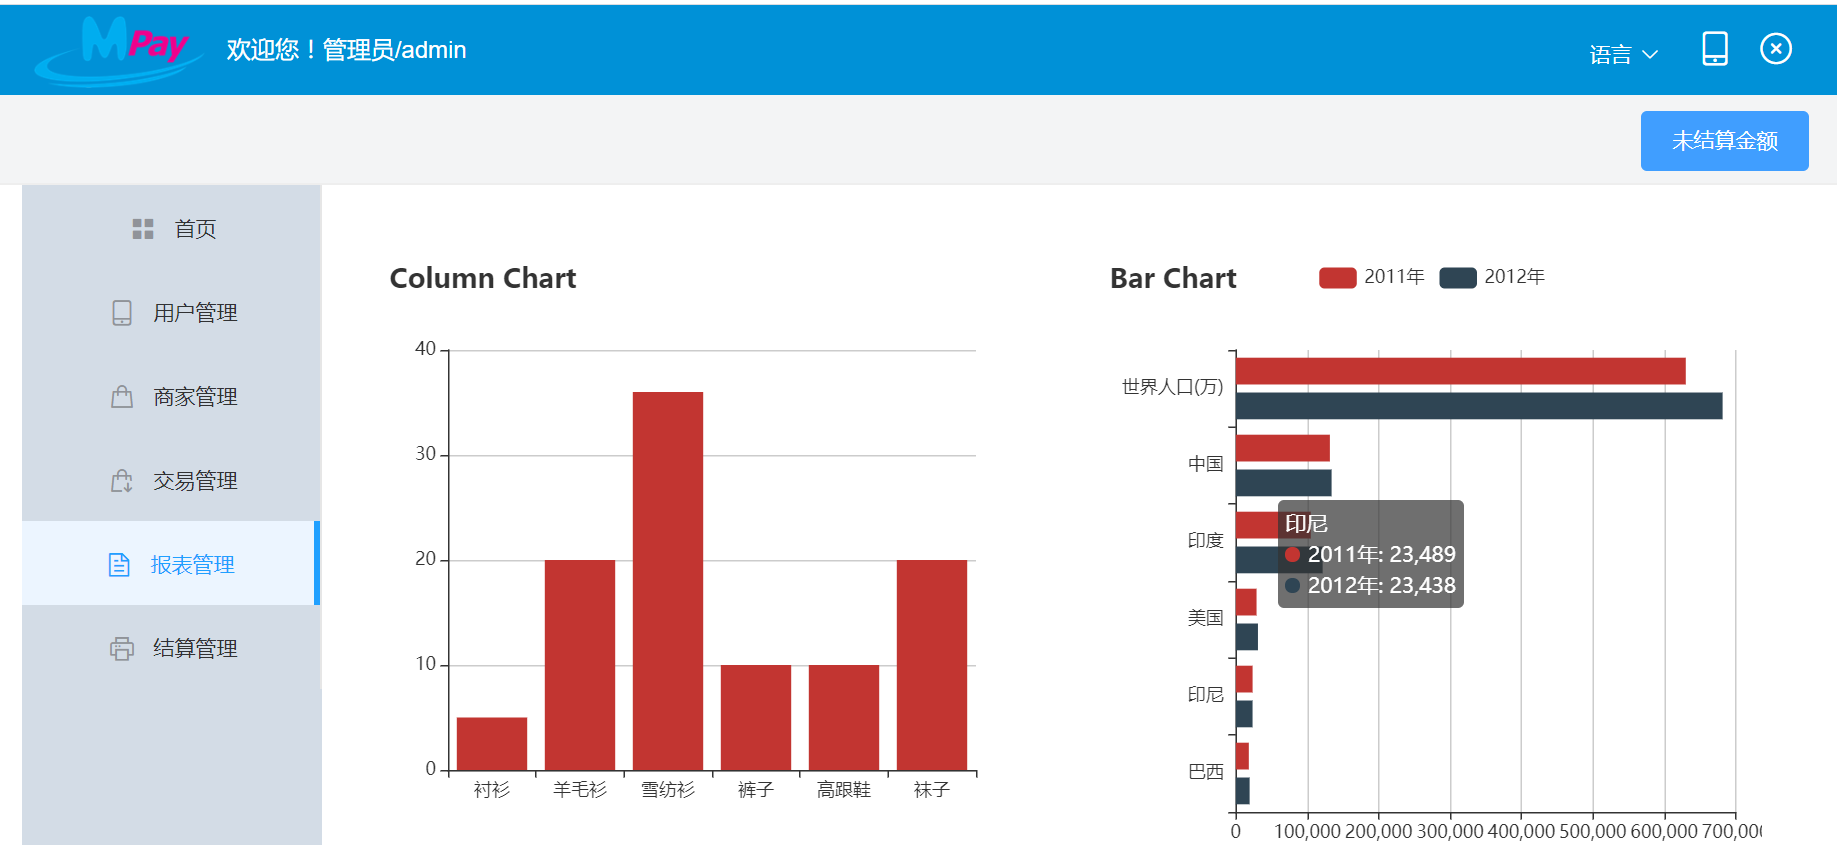 MPay
欢迎您！管理员/admin
语言
未结算金额
首页
用户管理
商家管理
交易管理
报表管理
结算管理
Column Chart
40
30
20
10
0
衬衫 羊毛衫 雪纺衫 裤子 高跟鞋 袜子
Bar Chart
2011年 2012年
世界人口(万)
中国
印度
美国
印尼
巴西
印尼
2011年: 23,489
2012年: 23,438
0 100,000 200,000 300,000 400,000 500,000 600,000 700,00